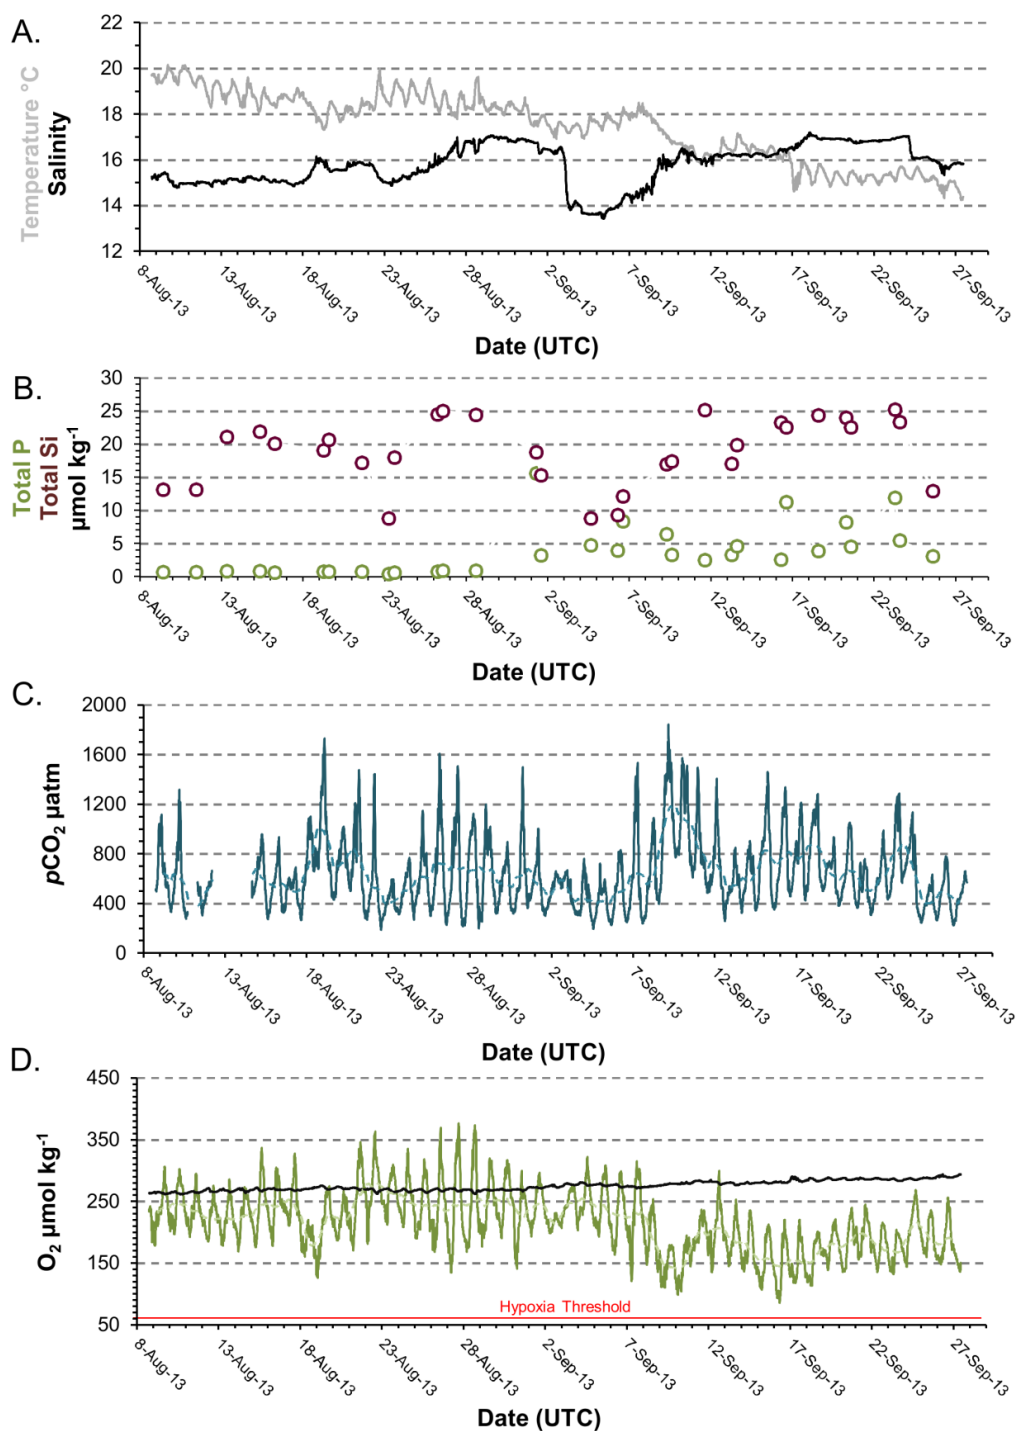 A.
22
20
18
16
14
12
Temperature °C
Salinity
8-Aug-13
13-Aug-13
18-Aug-13
23-Aug-13
28-Aug-13
2-Sep-13
7-Sep-13
12-Sep-13
17-Sep-13
22-Sep-13
27-Sep-13
Date (UTC)
B.
30
25
20
15
10
5
0
Total P
Total Si
µmol kg⁻¹
8-Aug-13
13-Aug-13
18-Aug-13
23-Aug-13
28-Aug-13
2-Sep-13
7-Sep-13
12-Sep-13
17-Sep-13
22-Sep-13
27-Sep-13
Date (UTC)
C.
2000
1600
1200
800
400
0
pCO₂ µatm
8-Aug-13
13-Aug-13
18-Aug-13
23-Aug-13
28-Aug-13
2-Sep-13
7-Sep-13
12-Sep-13
17-Sep-13
22-Sep-13
27-Sep-13
Date (UTC)
D.
450
350
250
150
50
O₂ µmol kg⁻¹
Hypoxia Threshold
8-Aug-13
13-Aug-13
18-Aug-13
23-Aug-13
28-Aug-13
2-Sep-13
7-Sep-13
12-Sep-13
17-Sep-13
22-Sep-13
27-Sep-13
Date (UTC)